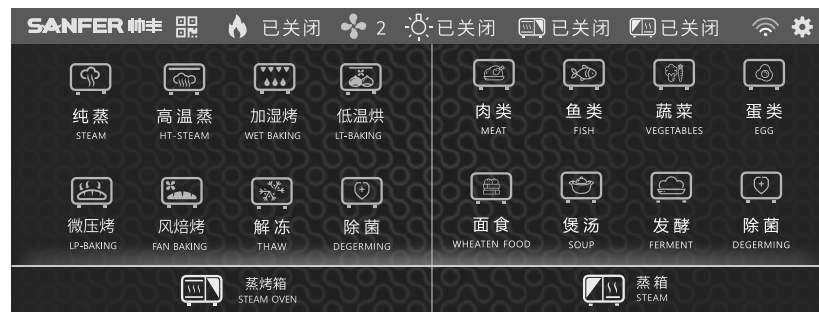 SANFER 帅丰 已关闭 2 已关闭 已关闭 已关闭
纯蒸 高温蒸 加湿烤 低温烘 肉类 鱼类 蔬菜 蛋类
STEAM HT-STEAM WET BAKING LT-BAKING MEAT FISH VEGETABLES EGG
微压烤 风焙烤 解冻 除菌 面食 煲汤 发酵 除菌
LP-BAKING FAN BAKING THAW DEGERMING WHEATEN FOOD SOUP FERMENT DEGERMING
蒸烤箱 蒸箱
STEAM OVEN STEAM